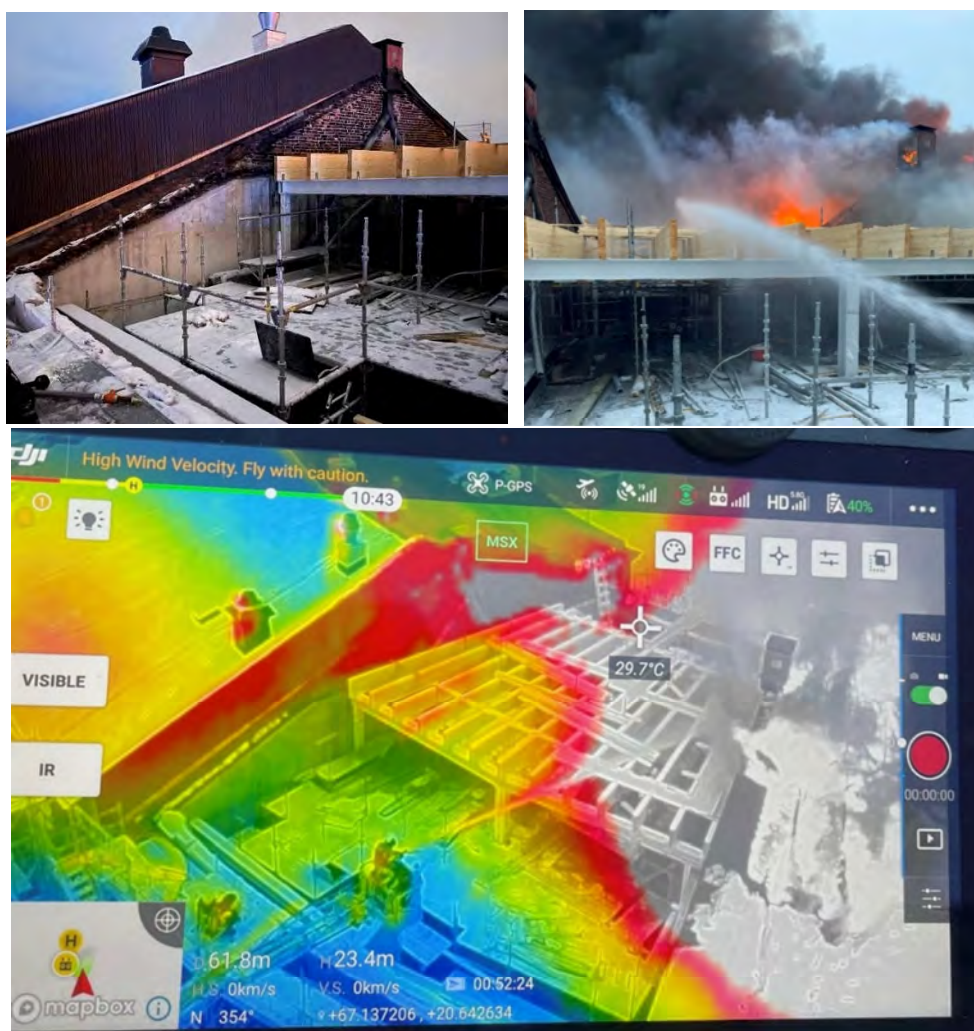 dji
High Wind Velocity. Fly with caution.
P-GPS
HD
40%
H
10:43
MSX
FFC
29.7°C
MENU
VISIBLE
IR
00:00:00
H
D 61.8m
H 23.4m
H.S. 0km/s
V.S. 0km/s
00:52:24
mapbox
N 354°
+67.137206 , +20.642634